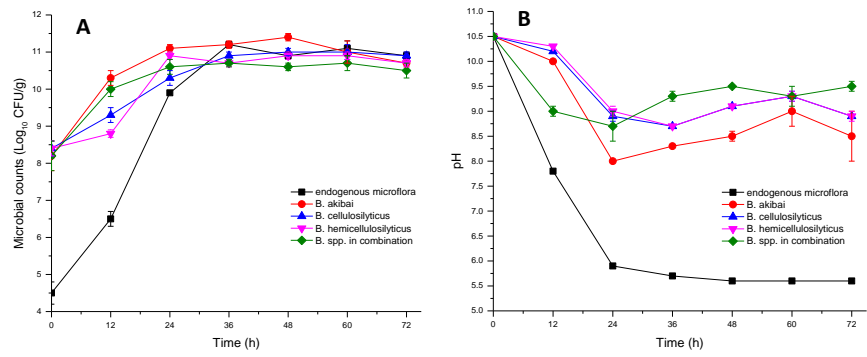 A
Microbial counts (Log10 CFU/g)
12
11
10
9
8
7
6
5
4
endogenous microflora
B. akibai
B. cellulosilyticus
B. hemicellulosilyticus
B. spp. in combination
0 12 24 36 48 60 72
Time (h)
B
pH
10.5
10.0
9.5
9.0
8.5
8.0
7.5
7.0
6.5
6.0
5.5
5.0
endogenous microflora
B. akibai
B. cellulosilyticus
B. hemicellulosilyticus
B. spp. in combination
0 12 24 36 48 60 72
Time (h)